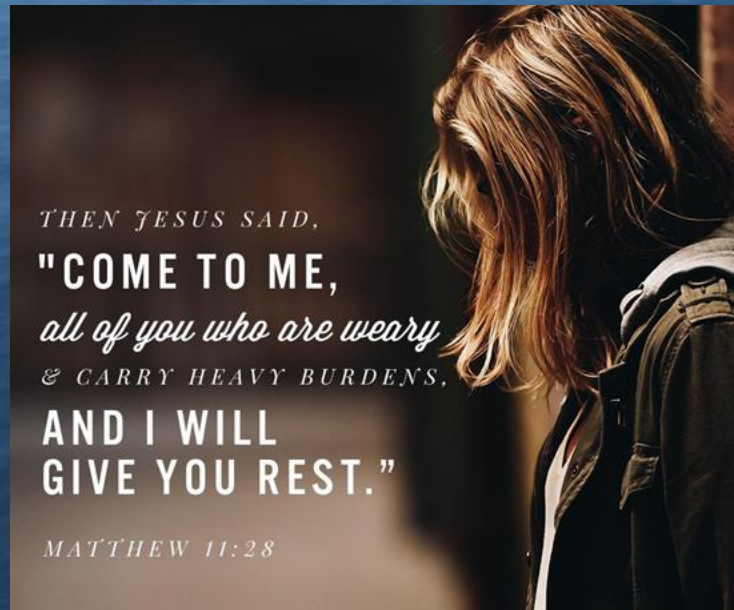 THEN JESUS SAID,
"COME TO ME,
all of you who are weary
& CARRY HEAVY BURDENS,
AND I WILL
GIVE YOU REST.”
MATTHEW 11:28